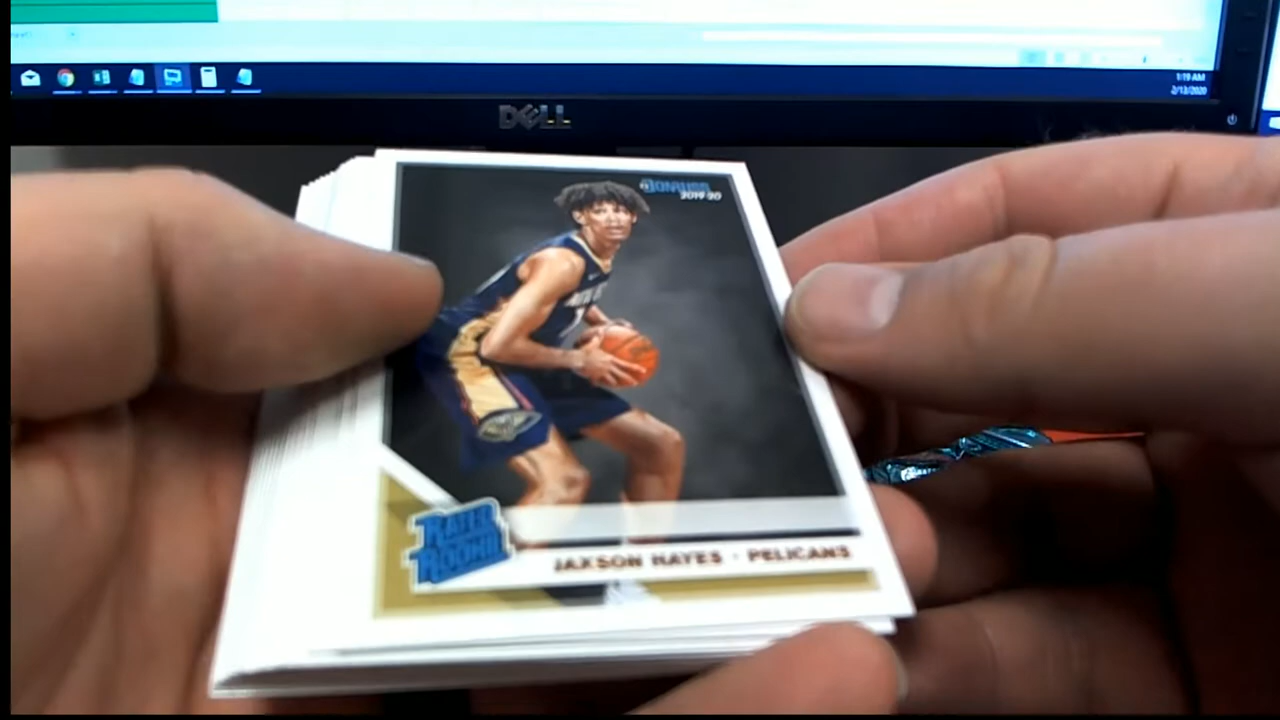 1:19 AM
2/13/2020
DELL
DONRUSS
2019-20
RATED
ROOKIE
JAXSON HAYES · PELICANS